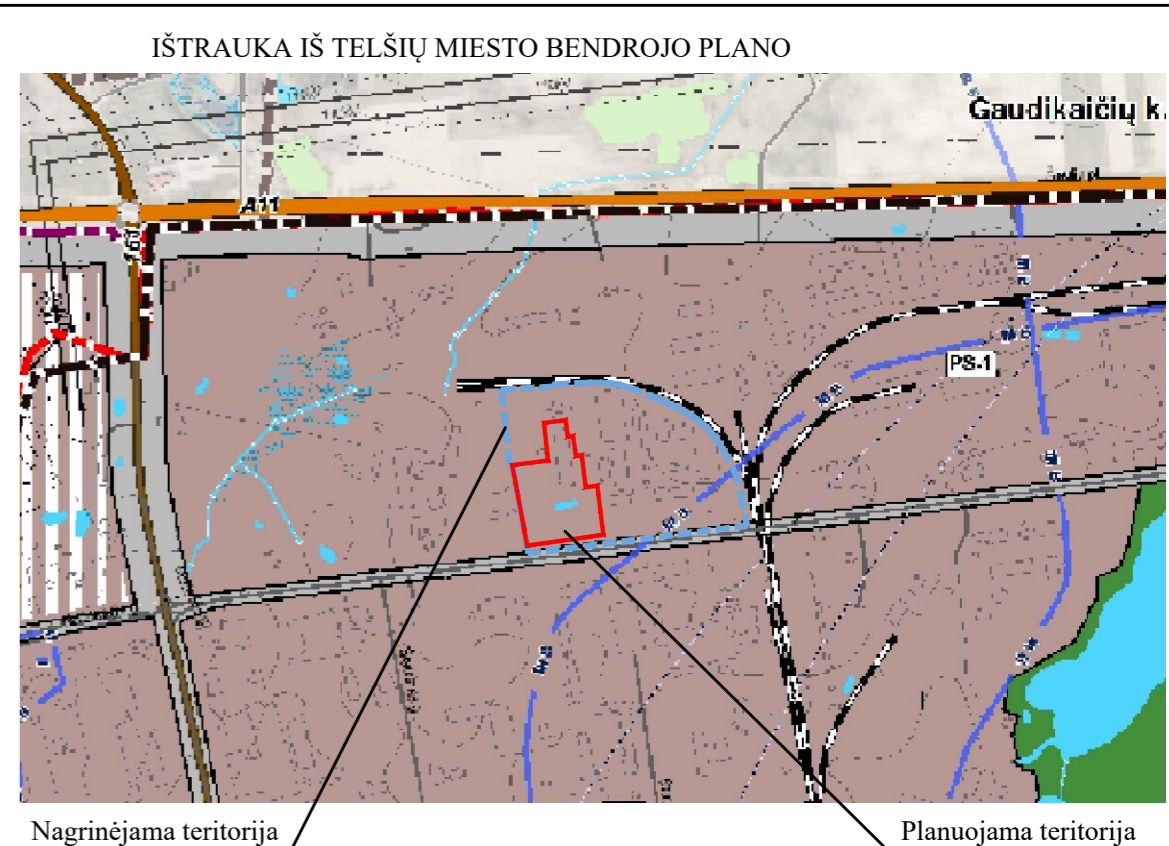 IŠTRAUKA IŠ TELŠIŲ MIESTO BENDROJO PLANO
Gaudikaičių k.
A11
PS-1
Nagrinėjama teritorija
Planuojama teritorija